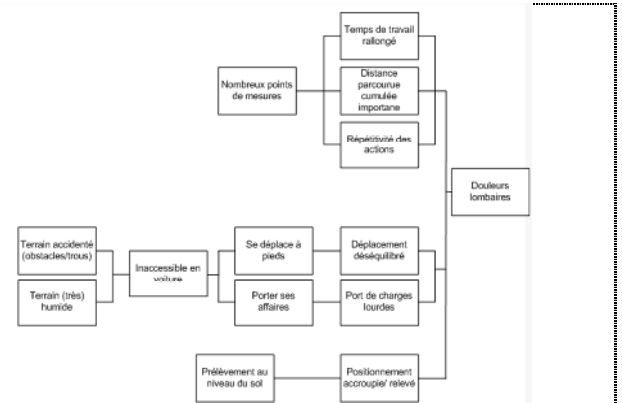 Temps de travail
rallongé
Nombreux points
de mesures
Distance
parcourue
cumulée
importane
Répétitivité des
actions
Douleurs
lombaires
Terrain accidenté
(obstacles/trous)
Terrain (très)
humide
Inaccessible en
voiture
Se déplace à
pieds
Déplacement
déséquilibré
Porter ses
affaires
Port de charges
lourdes
Prélèvement au
niveau du sol
Positionnement
accroupie/ relevé